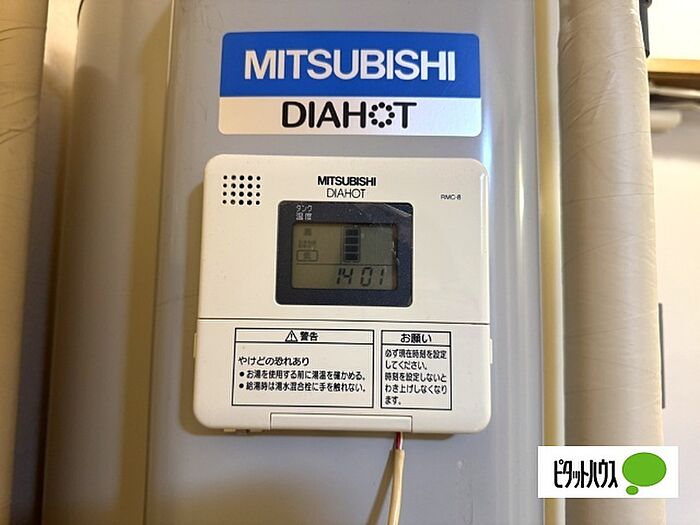 MITSUBISHI
DIAHOT
MITSUBISHI
DIAHOT
RMC-8
タンク
温度
14 01
警告
やけどの恐れあり
●お湯を使用する前に湯温を確かめる。
●給湯時は湯水混合栓に手を触れない。
お願い
必ず現在時刻を設定
してください。
時刻を設定しないと
わき上げしなくなり
ます。
ピタットハウス